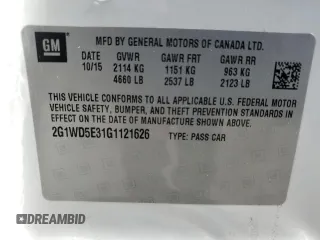 GM
MFD BY GENERAL MOTORS OF CANADA LTD.
DATE GVWR GAWR FRT GAWR RR
10/15 2114 KG 1151 KG 963 KG
4660 LB 2537 LB 2123 LB
THIS VEHICLE CONFORMS TO ALL APPLICABLE U.S. FEDERAL MOTOR
VEHICLE SAFETY, BUMPER, AND THEFT PREVENTION STANDARDS
IN EFFECT ON THE DATE OF MANUFACTURE SHOWN ABOVE.
2G1WD5E31G1121626 TYPE: PASS CAR
DREAMBID